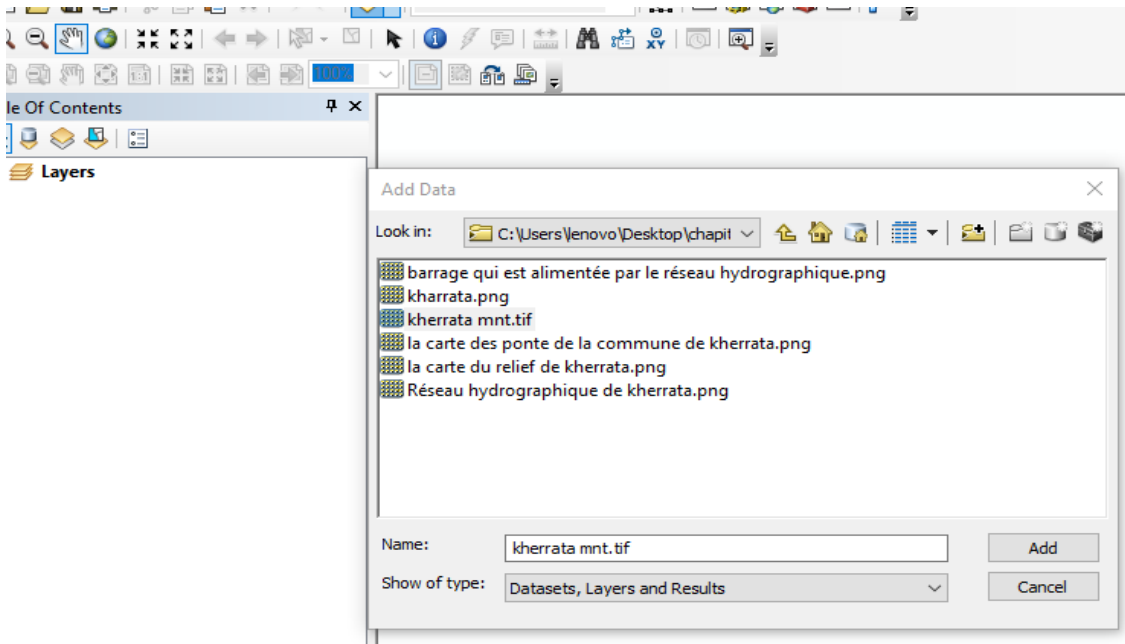 100%
le Of Contents
Layers
Add Data
Look in:
C:\Users\lenovo\Desktop\chapit
barrage qui est alimentée par le réseau hydrographique.png
kharrata.png
kherrata mnt.tif
la carte des ponte de la commune de kherrata.png
la carte du relief de kherrata.png
Réseau hydrographique de kherrata.png
Name:
kherrata mnt.tif
Add
Show of type:
Datasets, Layers and Results
Cancel